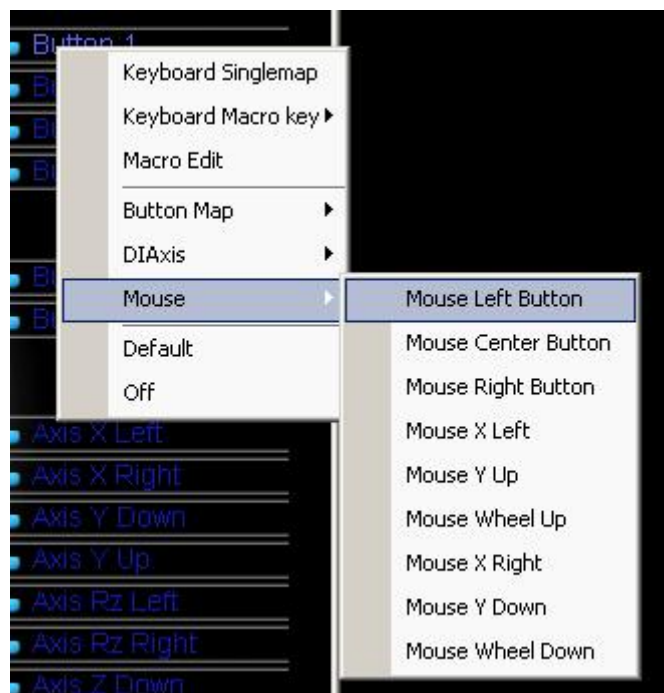 Button 1
Keyboard Singlemap
Keyboard Macro key
Macro Edit
Button Map
DIAxis
Mouse
Default
Off
Mouse Left Button
Mouse Center Button
Mouse Right Button
Mouse X Left
Mouse Y Up
Mouse Wheel Up
Mouse X Right
Mouse Y Down
Mouse Wheel Down
Axis X Left
Axis X Right
Axis Y Down
Axis Y Up
Axis Rz Left
Axis Rz Right
Axis Z Down